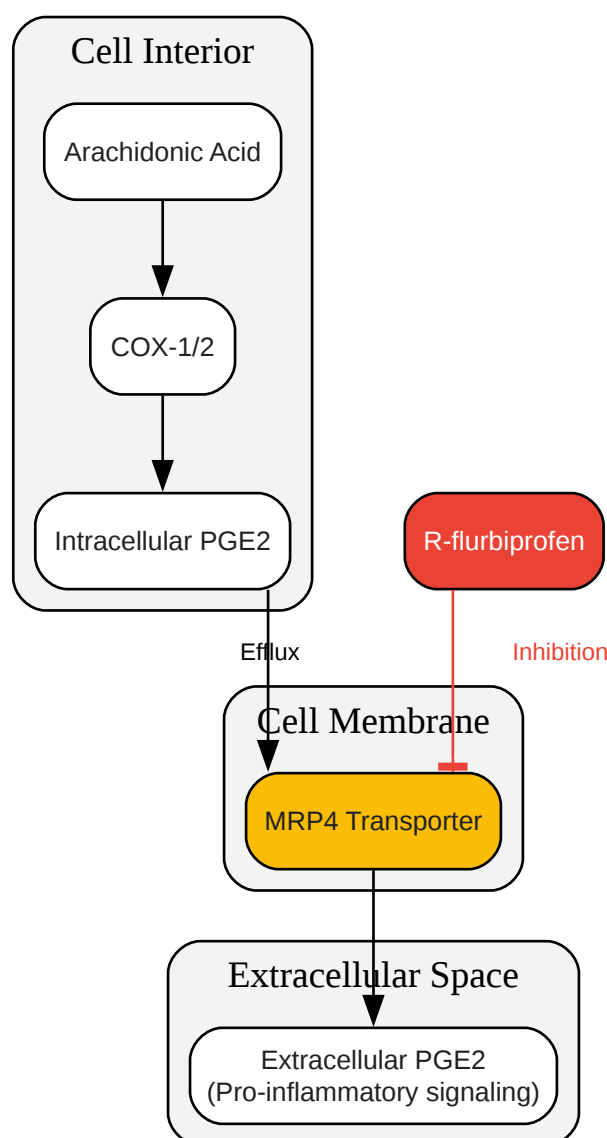 Cell Interior
Arachidonic Acid
COX-1/2
Intracellular PGE2
R-flurbiprofen
Efflux
Inhibition
Cell Membrane
MRP4 Transporter
Extracellular Space
Extracellular PGE2
(Pro-inflammatory signaling)